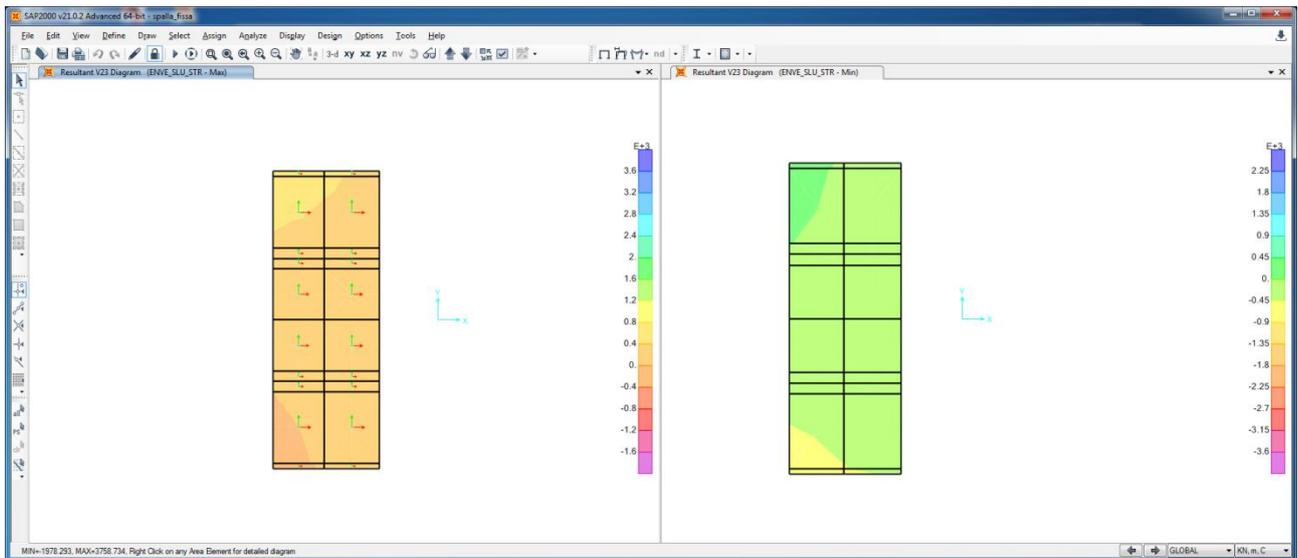 SAP2000 v21.0.2 Advanced 64-bit - spalla_fissa
File Edit View Define Draw Select Assign Analyze Display Design Options Tools Help
3-d xy xz yz nv nd
Resultant V23 Diagram (ENVE_SLU_STR - Max)
Resultant V23 Diagram (ENVE_SLU_STR - Min)
E+3
3.6
3.2
2.8
2.4
2.
1.6
1.2
0.8
0.4
0.
-0.4
-0.8
-1.2
-1.6
Y
X
E+3
2.25
1.8
1.35
0.9
0.45
0.
-0.45
-0.9
-1.35
-1.8
-2.25
-2.7
-3.15
-3.6
Y
X
MIN=-1978.293, MAX=3758.734, Right Click on any Area Element for detailed diagram
GLOBAL
KN, m, C